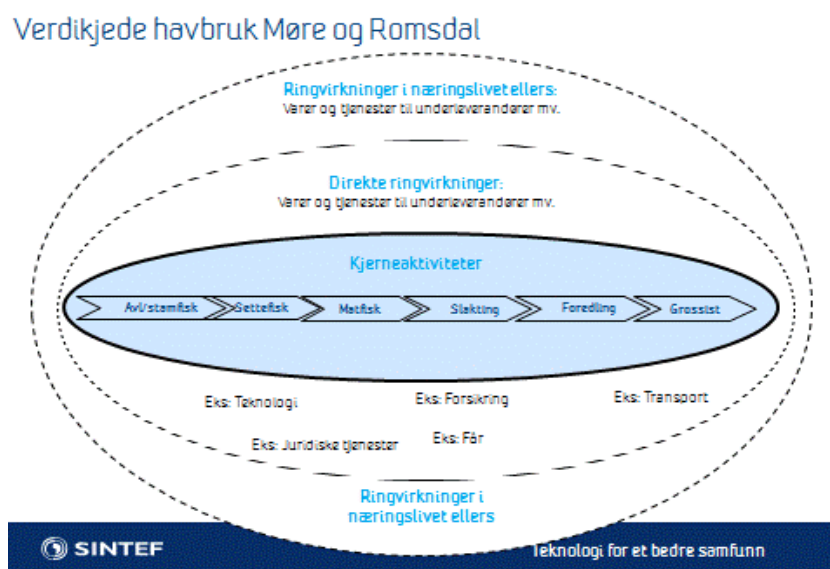 Verdikjede havbruk Møre og Romsdal
Ringvirkninger i næringslivet ellers:
Varer og tjenester til underleverandører mv.
Direkte ringvirkninger:
Varer og tjenester til underleverandører mv.
Kjerneaktiviteter
Avl/stamfisk
Settefisk
Matfisk
Slakting
Foredling
Grossist
Eks: Teknologi
Eks: Forsikring
Eks: Transport
Eks: Juridiske tjenester
Eks: Fôr
Ringvirkninger i
næringslivet ellers
SINTEF
Teknologi for et bedre samfunn